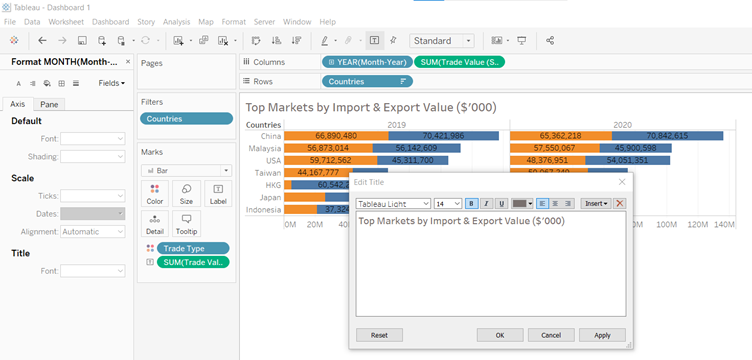 Tableau - Dashboard 1
File Data Worksheet Dashboard Story Analysis Map Format Server Window Help
Standard
Format MONTH(Month-...
Fields
Axis Pane
Default
Font:
Shading:
Scale
Ticks:
Dates:
Alignment: Automatic
Title
Font:
Pages
Filters
Countries
Marks
Bar
Color Size Label
Detail Tooltip
Trade Type
SUM(Trade Val..
Columns YEAR(Month-Year) SUM(Trade Value (S..
Rows Countries
Top Markets by Import & Export Value ($'000)
Countries 2019 2020
China 66,890,480 70,421,986 65,362,218 70,842,615
Malaysia 56,873,014 56,142,609 57,550,067 45,900,598
USA 59,712,562 45,311,700 48,376,951 54,051,351
Taiwan 44,167,777
HKG 60,542,2
Japan
Indonesia 37,324
0M 20M 40 100M 120M 140M
Edit Title
Tableau Light 14 B I U Insert
Top Markets by Import & Export Value ($'000)
Reset OK Cancel Apply